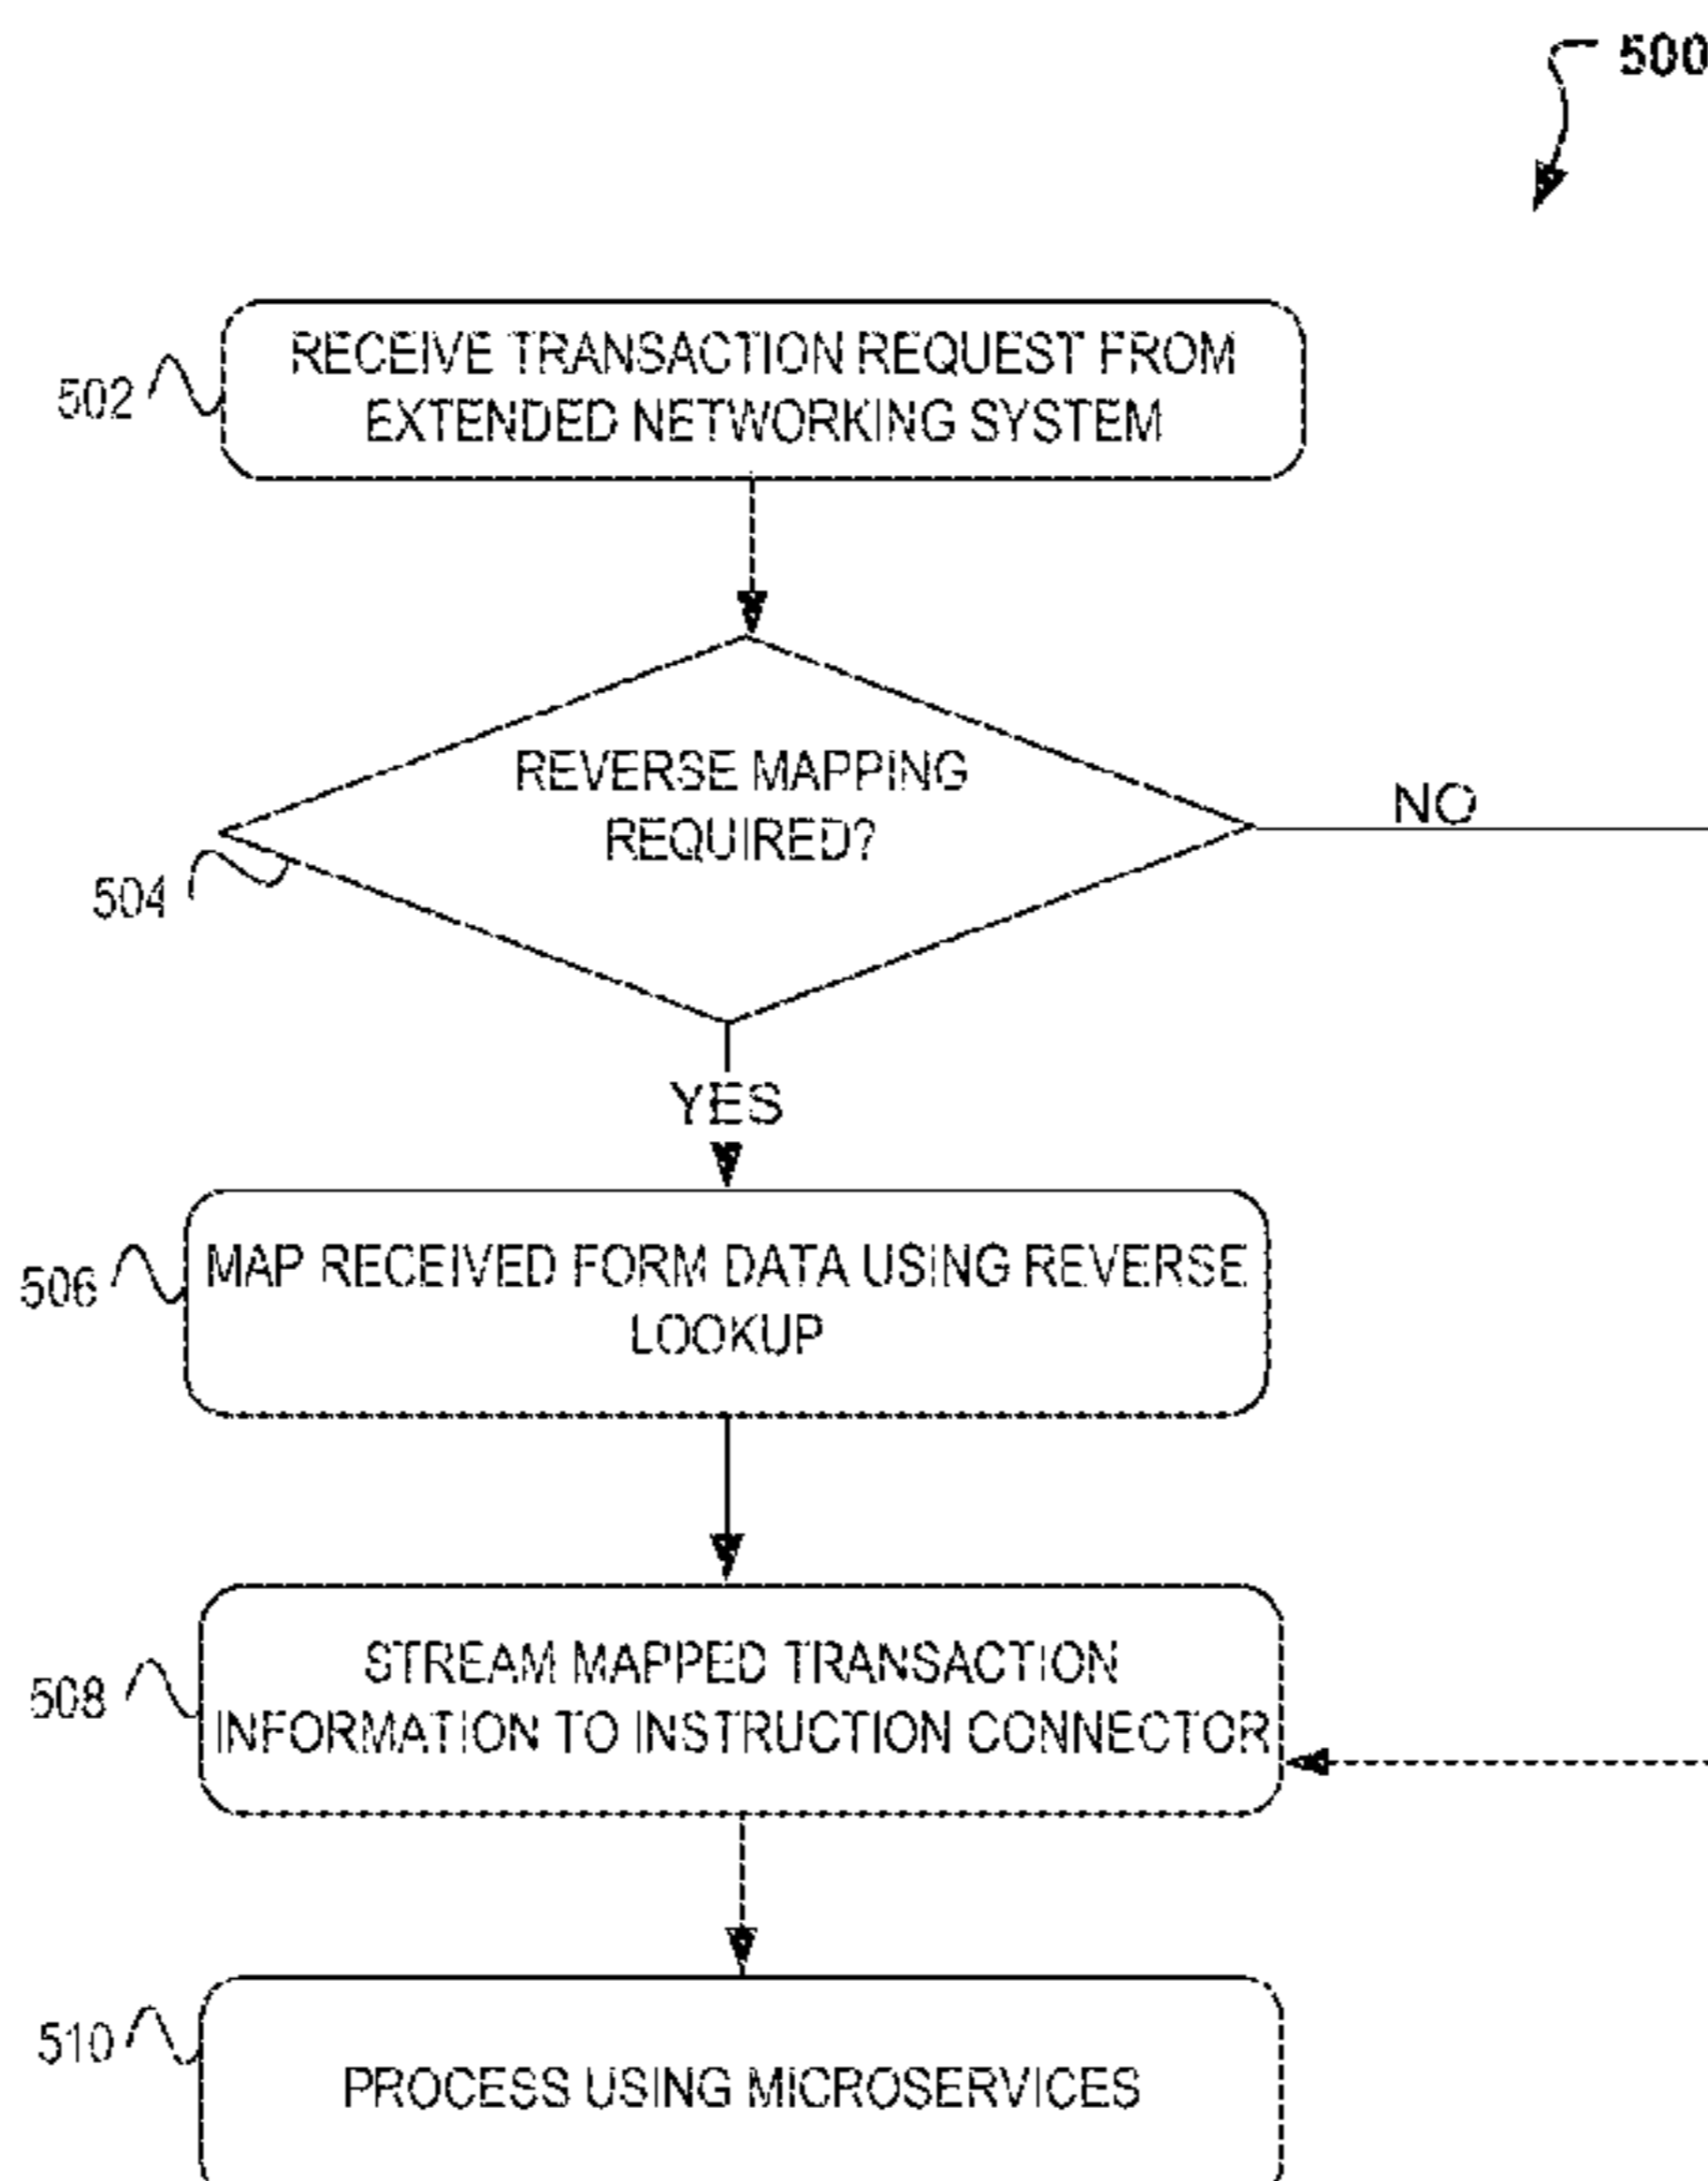 500
502
RECEIVE TRANSACTION REQUEST FROM
EXTENDED NETWORKING SYSTEM
REVERSE MAPPING
REQUIRED?
NO
504
YES
506
MAP RECEIVED FORM DATA USING REVERSE
LOOKUP
508
STREAM MAPPED TRANSACTION
INFORMATION TO INSTRUCTION CONNECTOR
510
PROCESS USING MICROSERVICES